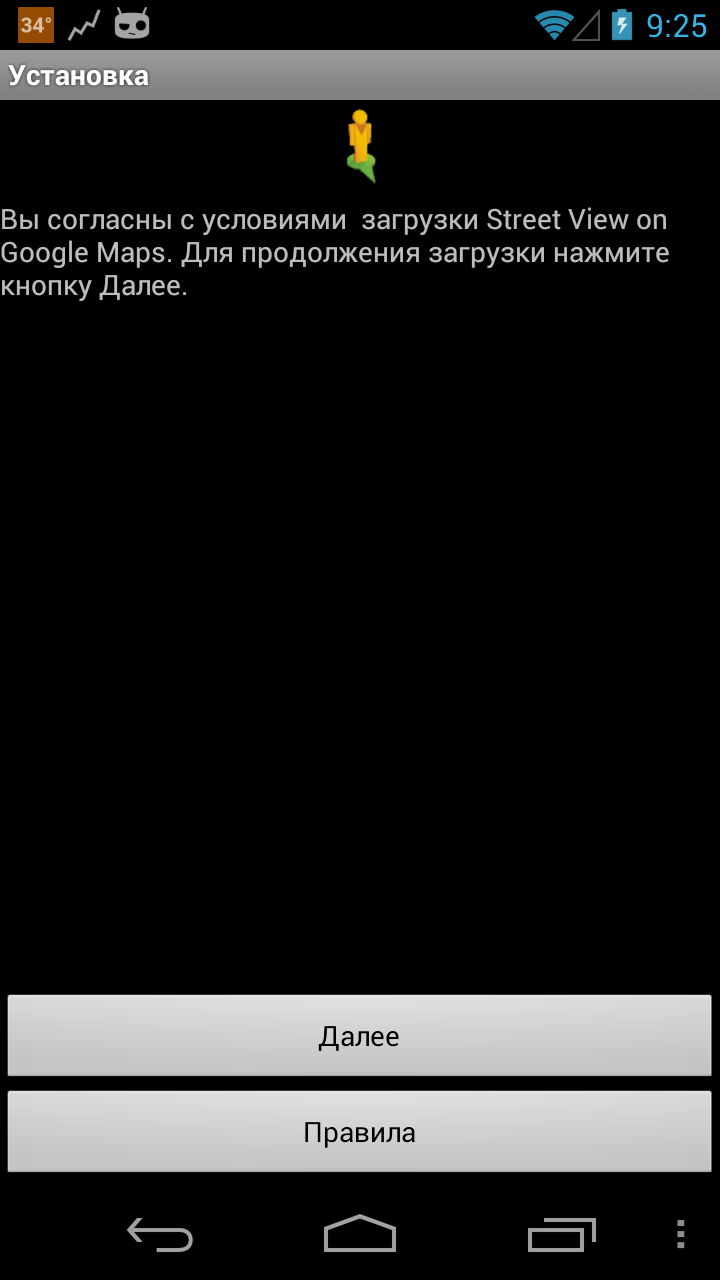 34°
9:25
Установка
Вы согласны с условиями  загрузки Street View on
Google Maps. Для продолжения загрузки нажмите
кнопку Далее.
Далее
Правила